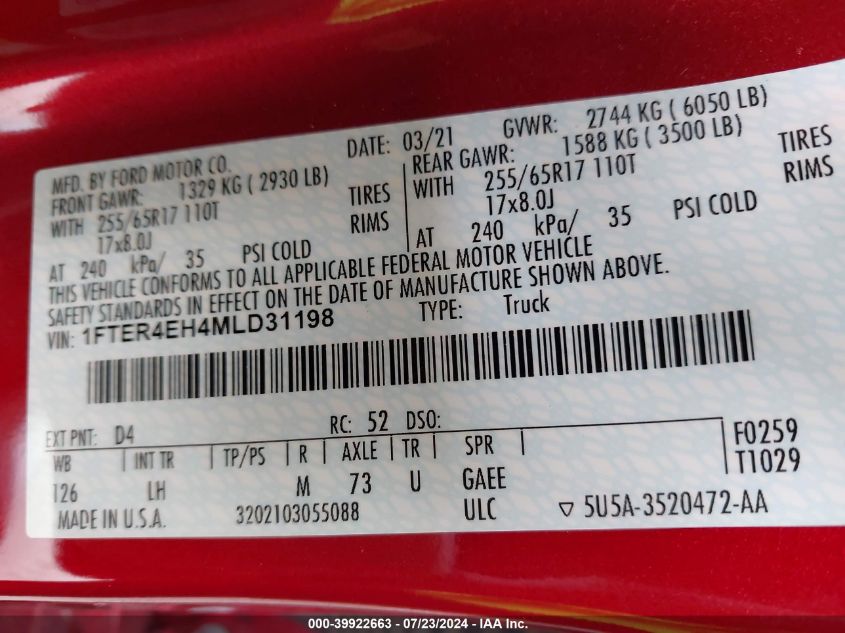 MFD. BY FORD MOTOR CO. DATE: 03/21 GVWR: 2744 KG ( 6050 LB)
FRONT GAWR: 1329 KG ( 2930 LB) REAR GAWR: 1588 KG ( 3500 LB)
WITH 255/65R17 110T TIRES WITH 255/65R17 110T TIRES
17x8.0J RIMS 17x8.0J RIMS
AT 240 kPa/ 35 PSI COLD AT 240 kPa/ 35 PSI COLD
THIS VEHICLE CONFORMS TO ALL APPLICABLE FEDERAL MOTOR VEHICLE
SAFETY STANDARDS IN EFFECT ON THE DATE OF MANUFACTURE SHOWN ABOVE.
VIN: 1FTER4EH4MLD31198 TYPE: Truck
EXT PNT: D4 RC: 52 DSO:
WB INT TR TP/PS R AXLE TR SPR F0259
126 LH M 73 U GAEE T1029
MADE IN U.S.A. 3202103055088 ULC ▽ 5U5A-3520472-AA
000-39922663 - 07/23/2024 - IAA Inc.